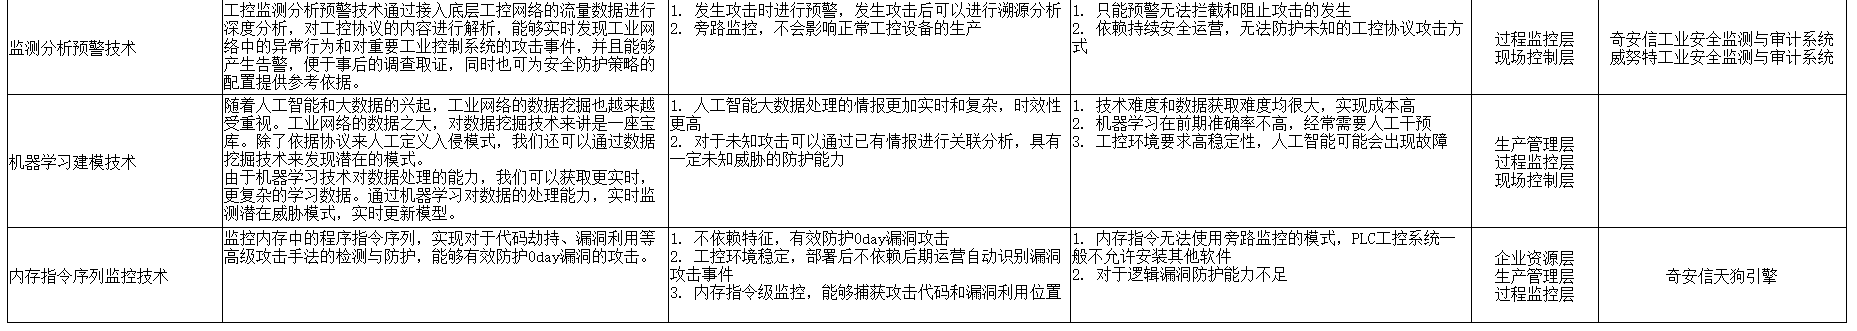 监测分析预警技术
工控监测分析预警技术通过接入底层工控网络的流量数据进行
深度分析，对工控协议的内容进行解析，能够实时发现工业网
络中的异常行为和对重要工业控制系统的攻击事件，并且能够
产生告警，便于事后的调查取证，同时也可为安全防护策略的
配置提供参考依据。
1. 发生攻击时进行预警，发生攻击后可以进行溯源分析
2. 旁路监控，不会影响正常工控设备的生产
1. 只能预警无法拦截和阻止攻击的发生
2. 依赖持续安全运营，无法防护未知的工控协议攻击方
式
过程监控层
现场控制层
奇安信工业安全监测与审计系统
威努特工业安全监测与审计系统
机器学习建模技术
随着人工智能和大数据的兴起，工业网络的数据挖掘也越来越
受重视。工业网络的数据之大，对数据挖掘技术来讲是一座宝
库。除了依据协议来人工定义入侵模式，我们还可以通过数据
挖掘技术来发现潜在的模式。
由于机器学习技术对数据处理的能力，我们可以获取更实时，
更复杂的学习数据。通过机器学习对数据的处理能力，实时监
测潜在威胁模式，实时更新模型。
1. 人工智能大数据处理的情报更加实时和复杂，时效性
更高
2. 对于未知攻击可以通过已有情报进行关联分析，具有
一定未知威胁的防护能力
1. 技术难度和数据获取难度均很大，实现成本高
2. 机器学习在前期准确率不高，经常需要人工干预
3. 工控环境要求高稳定性，人工智能可能会出现故障
生产管理层
过程监控层
现场控制层
内存指令序列监控技术
监控内存中的程序指令序列，实现对于代码劫持、漏洞利用等
高级攻击手法的检测与防护，能够有效防护0day漏洞的攻击。
1. 不依赖特征，有效防护0day漏洞攻击
2. 工控环境稳定，部署后不依赖后期运营自动识别漏洞
攻击事件
3. 内存指令级监控，能够捕获攻击代码和漏洞利用位置
1. 内存指令无法使用旁路监控的模式，PLC工控系统一
般不允许安装其他软件
2. 对于逻辑漏洞防护能力不足
企业资源层
生产管理层
过程监控层
奇安信天狗引擎